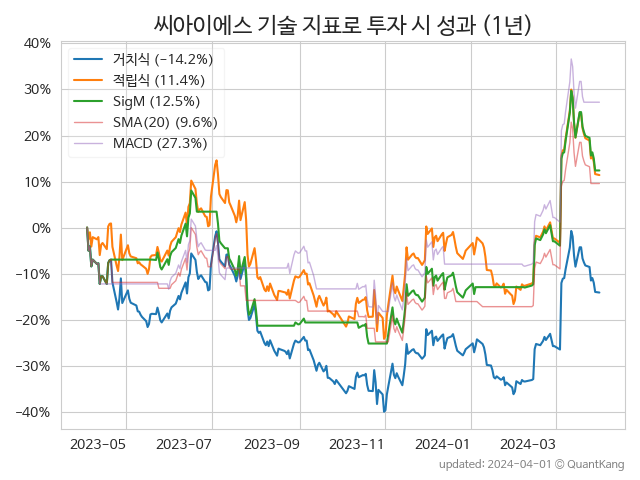 씨아이에스 기술 지표로 투자 시 성과 (1년)
40%
30%
20%
10%
0%
−10%
−20%
−30%
−40%
거치식 (−14.2%)
적립식 (11.4%)
SigM (12.5%)
SMA(20) (9.6%)
MACD (27.3%)
2023-05
2023-07
2023-09
2023-11
2024-01
2024-03
updated: 2024-04-01 © QuantKang